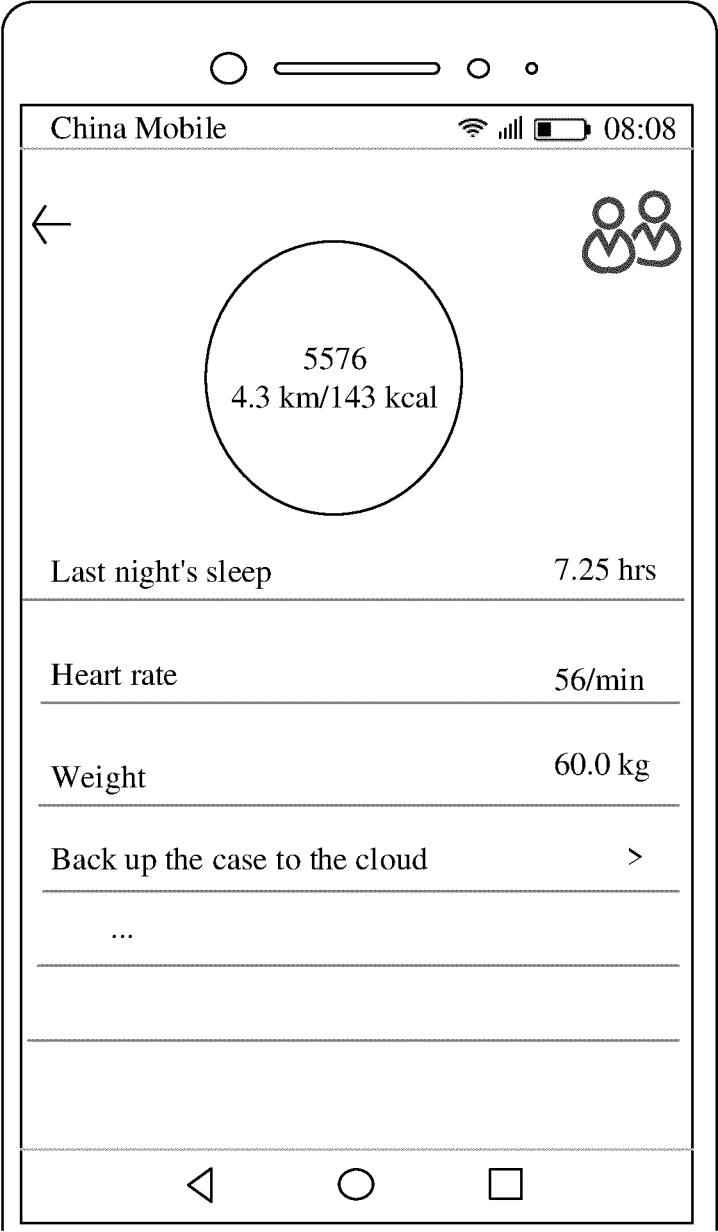 China Mobile 08:08
5576
4.3 km/143 kcal
Last night's sleep 7.25 hrs
Heart rate 56/min
Weight 60.0 kg
Back up the case to the cloud >
...